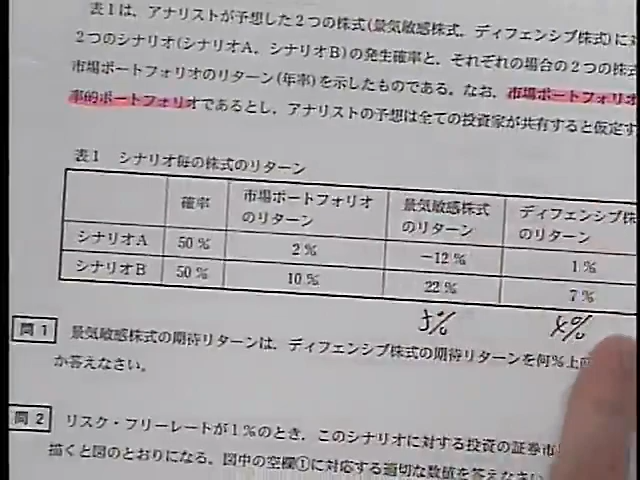 表1は、アナリストが予想した2つの株式(景気敏感株式、ディフェンシブ株式)に
2つのシナリオ(シナリオA、シナリオB)の発生確率と、それぞれの場合の2つの株式
市場ポートフォリオのリターン(年率)を示したものである。なお、市場ポートフォリオ
率的ポートフォリオであるとし、アナリストの予想は全ての投資家が共有すると仮定す
表1 シナリオ毎の株式のリターン
確率 市場ポートフォリオのリターン 景気敏感株式のリターン ディフェンシブ株のリターン
シナリオA 50% 2% -12% 1%
シナリオB 50% 10% 22% 7%
5% 4%
問1 景気敏感株式の期待リターンは、ディフェンシブ株式の期待リターンを何%上
か答えなさい。
問2 リスク・フリーレートが1%のとき、このシナリオに対する投資の証券市
描くと図のとおりになる。図中の空欄①に対応する適切な数値を答えなさい